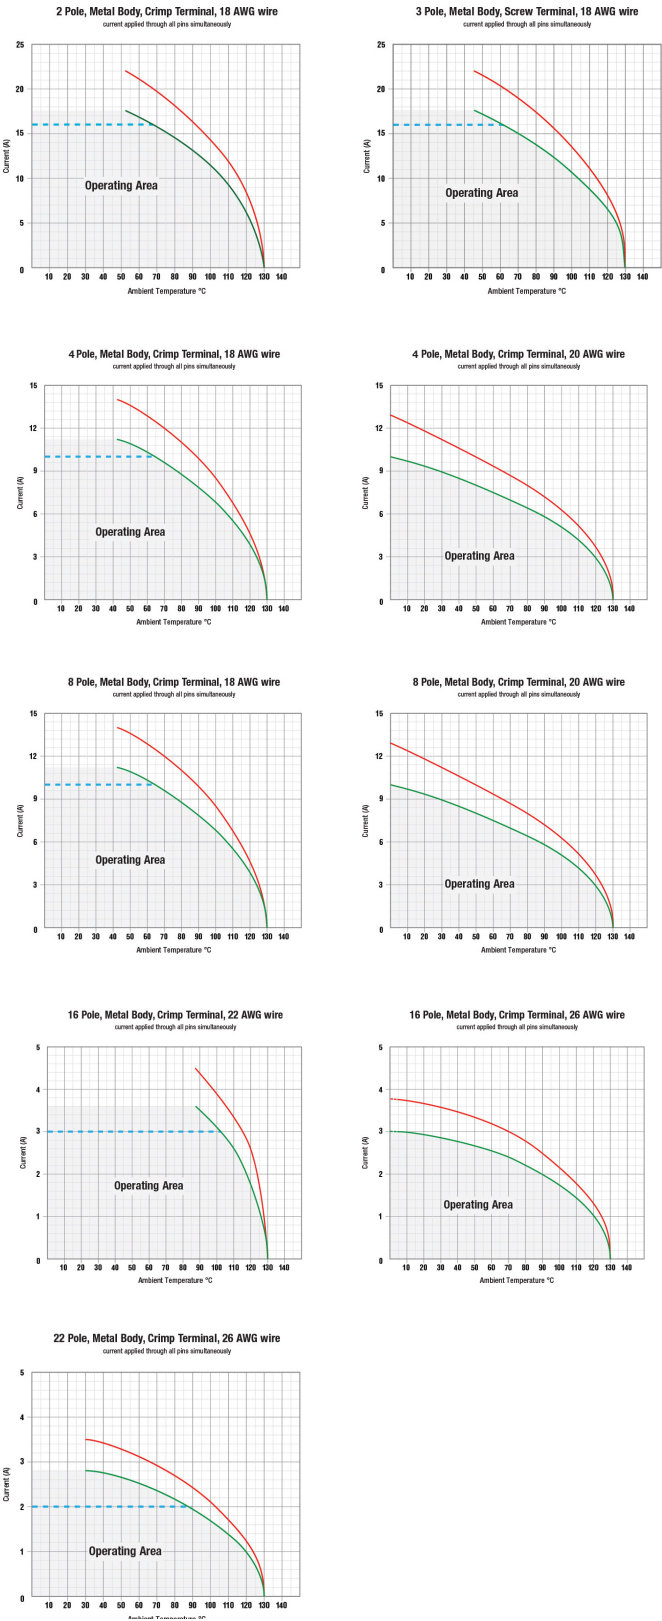 2 Pole, Metal Body, Crimp Terminal, 18 AWG wire
current applied through all pins simultaneously
25
20
15
10
5
0
Current (A)
Operating Area
10 20 30 40 50 60 70 80 90 100 110 120 130 140
Ambient Temperature °C
3 Pole, Metal Body, Screw Terminal, 18 AWG wire
current applied through all pins simultaneously
25
20
15
10
5
0
Current (A)
Operating Area
10 20 30 40 50 60 70 80 90 100 110 120 130 140
Ambient Temperature °C
4 Pole, Metal Body, Crimp Terminal, 18 AWG wire
current applied through all pins simultaneously
15
12
9
6
3
0
Current (A)
Operating Area
10 20 30 40 50 60 70 80 90 100 110 120 130 140
Ambient Temperature °C
4 Pole, Metal Body, Crimp Terminal, 20 AWG wire
current applied through all pins simultaneously
15
12
9
6
3
0
Current (A)
Operating Area
10 20 30 40 50 60 70 80 90 100 110 120 130 140
Ambient Temperature °C
8 Pole, Metal Body, Crimp Terminal, 18 AWG wire
current applied through all pins simultaneously
15
12
9
6
3
0
Current (A)
Operating Area
10 20 30 40 50 60 70 80 90 100 110 120 130 140
Ambient Temperature °C
8 Pole, Metal Body, Crimp Terminal, 20 AWG wire
current applied through all pins simultaneously
15
12
9
6
3
0
Current (A)
Operating Area
10 20 30 40 50 60 70 80 90 100 110 120 130 140
Ambient Temperature °C
16 Pole, Metal Body, Crimp Terminal, 22 AWG wire
current applied through all pins simultaneously
5
4
3
2
1
0
Current (A)
Operating Area
10 20 30 40 50 60 70 80 90 100 110 120 130 140
Ambient Temperature °C
16 Pole, Metal Body, Crimp Terminal, 26 AWG wire
current applied through all pins simultaneously
5
4
3
2
1
0
Current (A)
Operating Area
10 20 30 40 50 60 70 80 90 100 110 120 130 140
Ambient Temperature °C
22 Pole, Metal Body, Crimp Terminal, 26 AWG wire
current applied through all pins simultaneously
5
4
3
2
1
0
Current (A)
Operating Area
10 20 30 40 50 60 70 80 90 100 110 120 130 140
Ambient Temperature °C